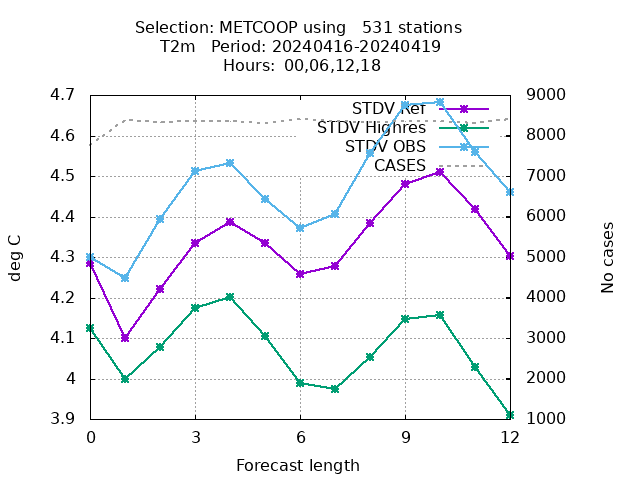 Selection: METCOOP using   531 stations
T2m   Period: 20240416-20240419
Hours: 00,06,12,18
4.7
4.6
4.5
4.4
4.3
4.2
4.1
4
3.9
deg C
STDV Ref
STDV Highres
STDV OBS
CASES
9000
8000
7000
6000
5000
4000
3000
2000
1000
No cases
0 3 6 9 12
Forecast length